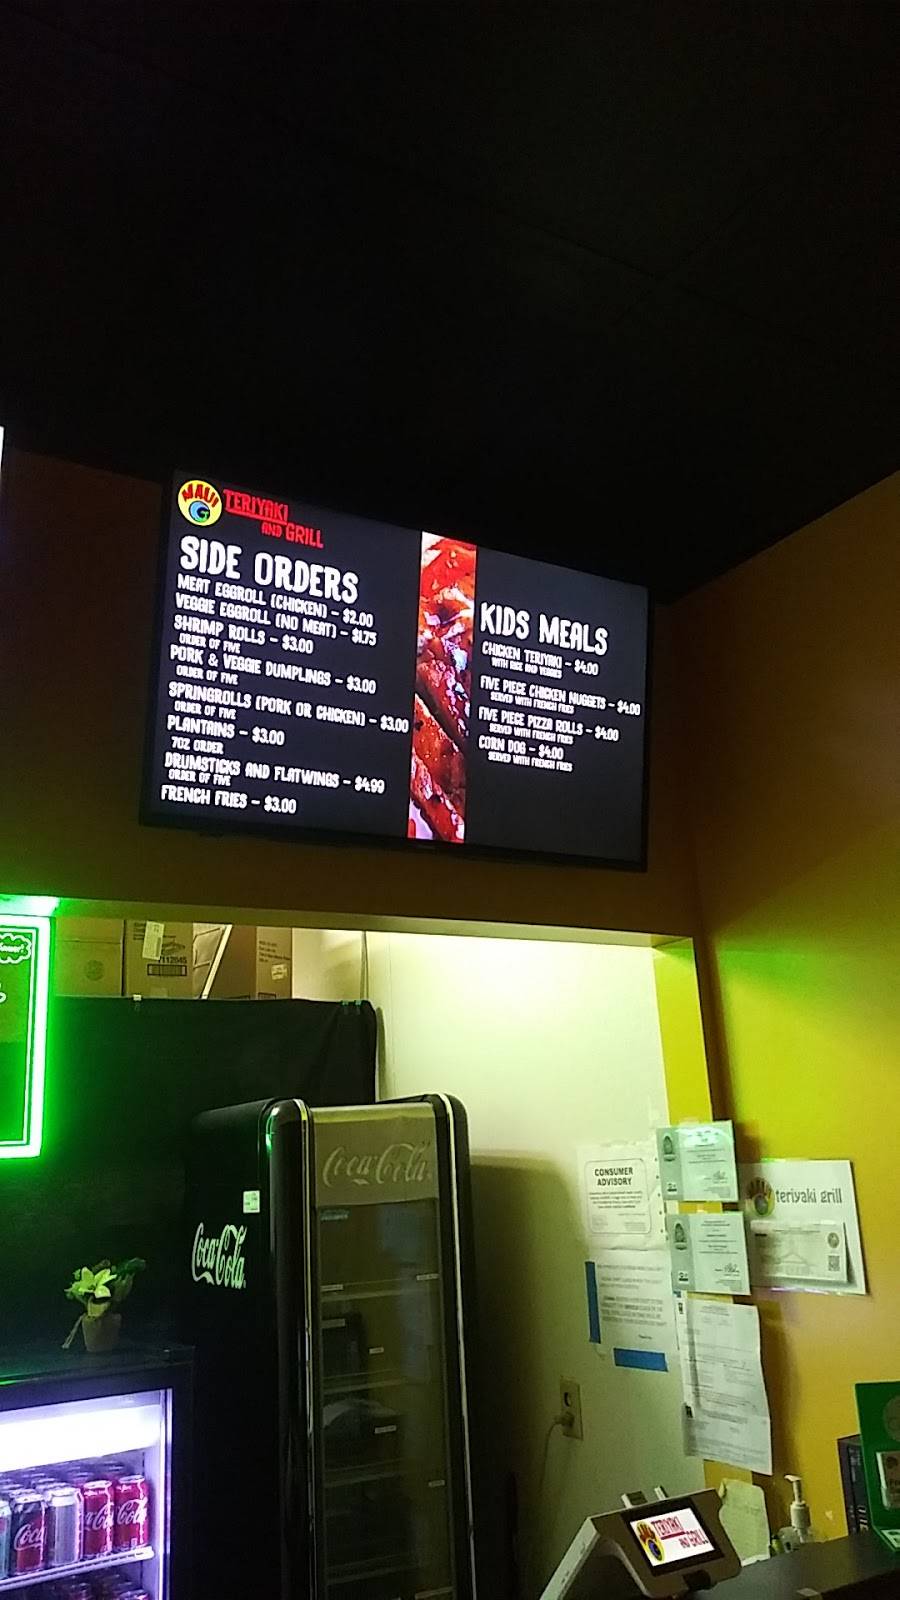 MAUI
TERIYAKI
AND GRILL
SIDE ORDERS
MEAT EGGROLL (CHICKEN) - $2.00
VEGGIE EGGROLL (NO MEAT) - $1.75
SHRIMP ROLLS - $3.00
ORDER OF FIVE
PORK & VEGGIE DUMPLINGS - $3.00
ORDER OF FIVE
SPRINGROLLS (PORK OR CHICKEN) - $3.00
ORDER OF FIVE
PLANTAINS - $3.00
7OZ ORDER
DRUMSTICKS AND FLATWINGS - $4.99
ORDER OF FIVE
FRENCH FRIES - $3.00
KIDS MEALS
CHICKEN TERIYAKI - $4.00
WITH RICE AND VEGGIES
FIVE PIECE CHICKEN NUGGETS - $4.00
SERVED WITH FRENCH FRIES
FIVE PIECE PIZZA ROLLS - $4.00
SERVED WITH FRENCH FRIES
CORN DOG - $4.00
SERVED WITH FRENCH FRIES
7112045
Coca-Cola
Coca-Cola
CONSUMER
ADVISORY
teriyaki grill
TERIYAKI
AND GRILL